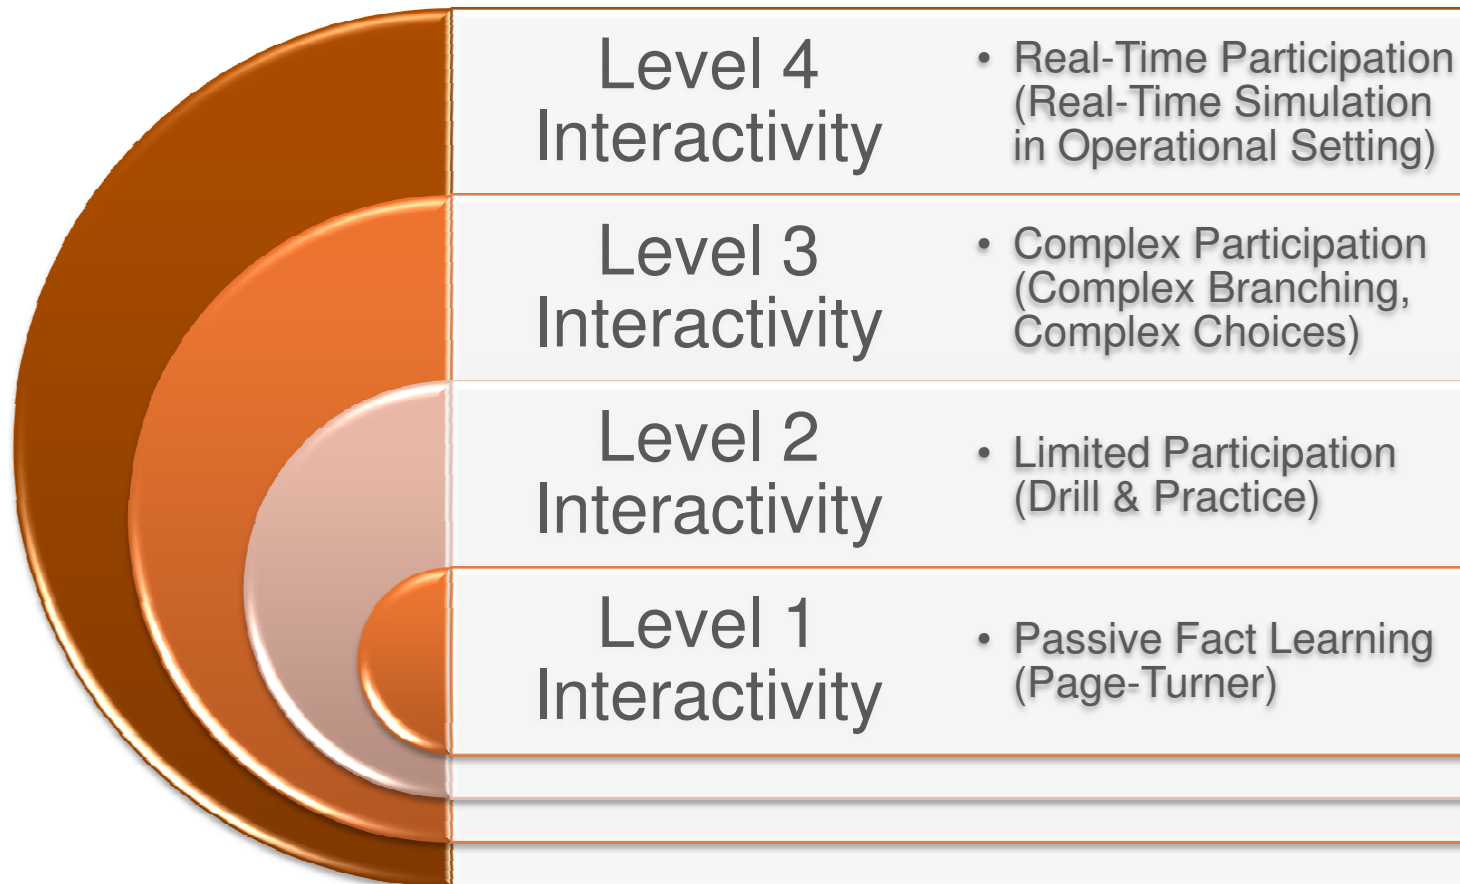 Level 4
Interactivity
• Real-Time Participation
(Real-Time Simulation
in Operational Setting)
Level 3
Interactivity
• Complex Participation
(Complex Branching,
Complex Choices)
Level 2
Interactivity
• Limited Participation
(Drill & Practice)
Level 1
Interactivity
• Passive Fact Learning
(Page-Turner)